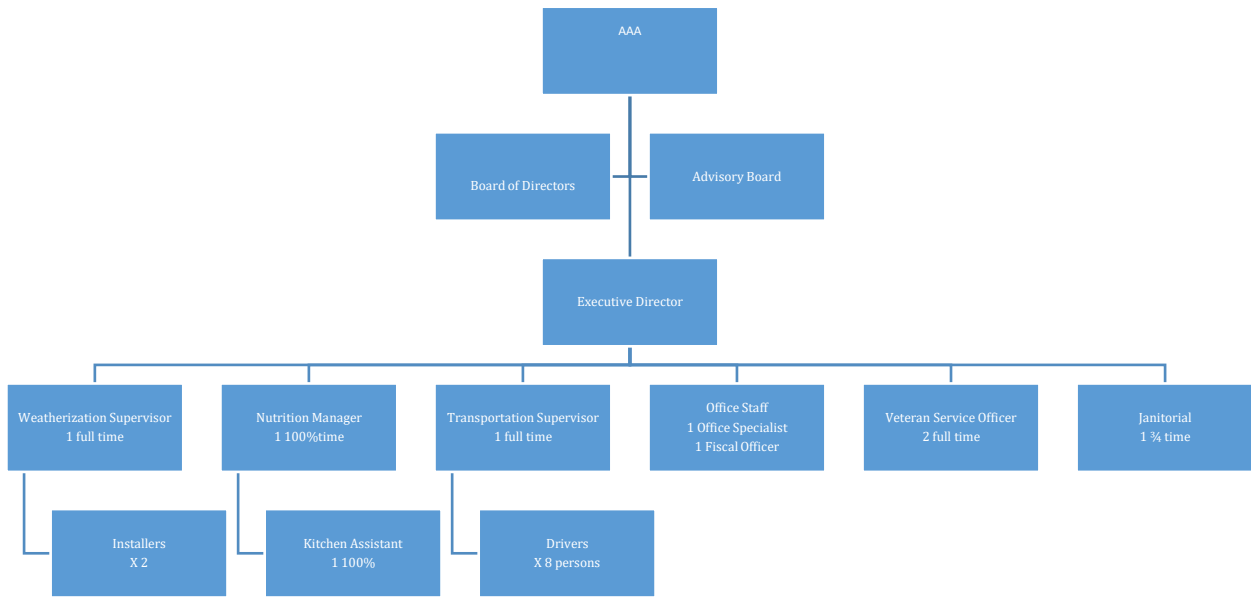 AAA
Board of Directors
Advisory Board
Executive Director
Weatherization Supervisor
1 full time
Nutrition Manager
1 100%time
Transportation Supervisor
1 full time
Office Staff
1 Office Specialist
1 Fiscal Officer
Veteran Service Officer
2 full time
Janitorial
1 ¾ time
Installers
X 2
Kitchen Assistant
1 100%
Drivers
X 8 persons